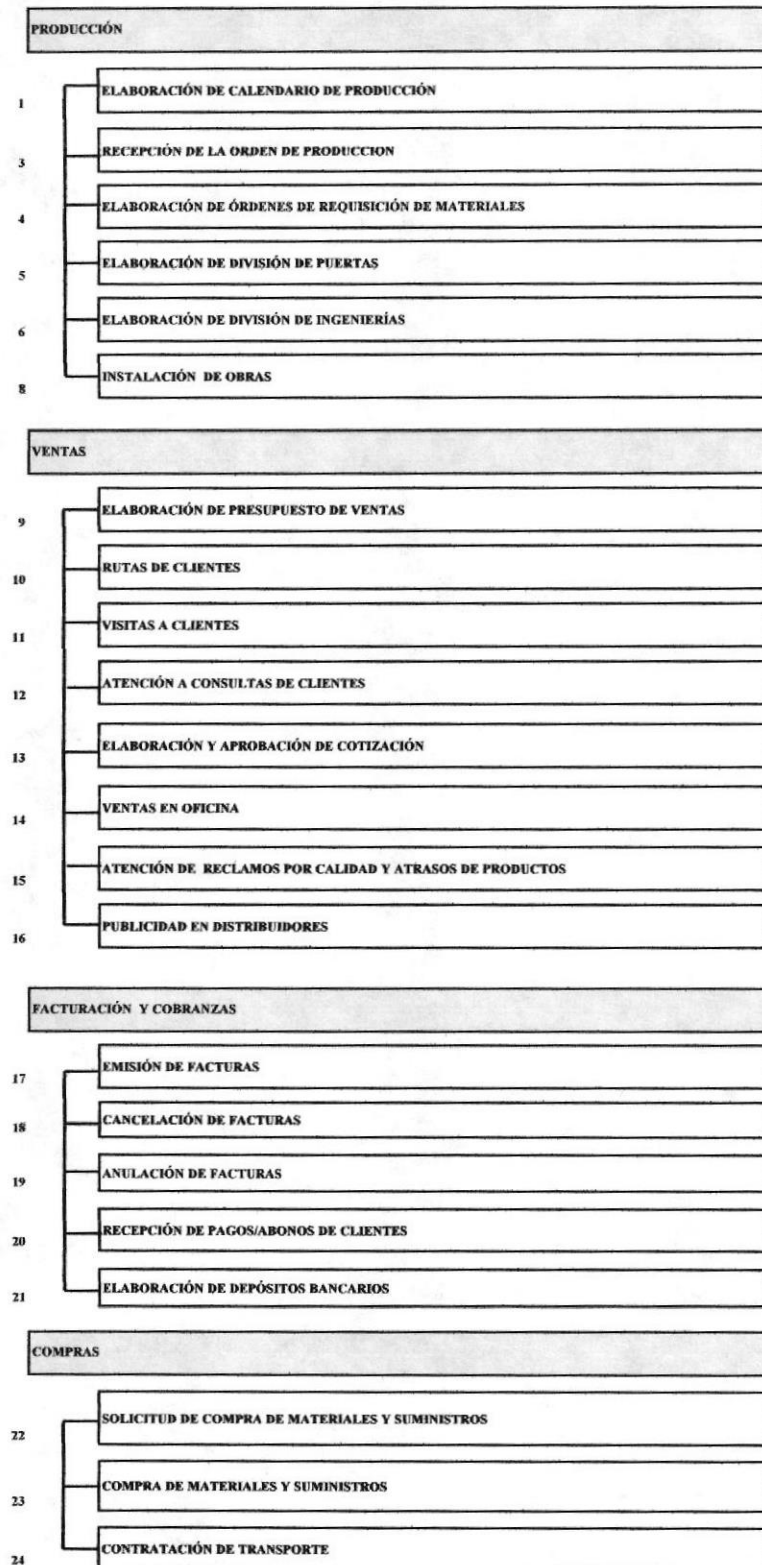 PRODUCCIÓN
1 ELABORACIÓN DE CALENDARIO DE PRODUCCIÓN
3 RECEPCIÓN DE LA ORDEN DE PRODUCCION
4 ELABORACIÓN DE ÓRDENES DE REQUISICIÓN DE MATERIALES
5 ELABORACIÓN DE DIVISIÓN DE PUERTAS
6 ELABORACIÓN DE DIVISIÓN DE INGENIERÍAS
8 INSTALACIÓN DE OBRAS
VENTAS
9 ELABORACIÓN DE PRESUPUESTO DE VENTAS
10 RUTAS DE CLIENTES
11 VISITAS A CLIENTES
12 ATENCIÓN A CONSULTAS DE CLIENTES
13 ELABORACIÓN Y APROBACIÓN DE COTIZACIÓN
14 VENTAS EN OFICINA
15 ATENCIÓN DE RECLAMOS POR CALIDAD Y ATRASOS DE PRODUCTOS
16 PUBLICIDAD EN DISTRIBUIDORES
FACTURACIÓN Y COBRANZAS
17 EMISIÓN DE FACTURAS
18 CANCELACIÓN DE FACTURAS
19 ANULACIÓN DE FACTURAS
20 RECEPCIÓN DE PAGOS/ABONOS DE CLIENTES
21 ELABORACIÓN DE DEPÓSITOS BANCARIOS
COMPRAS
22 SOLICITUD DE COMPRA DE MATERIALES Y SUMINISTROS
23 COMPRA DE MATERIALES Y SUMINISTROS
24 CONTRATACIÓN DE TRANSPORTE